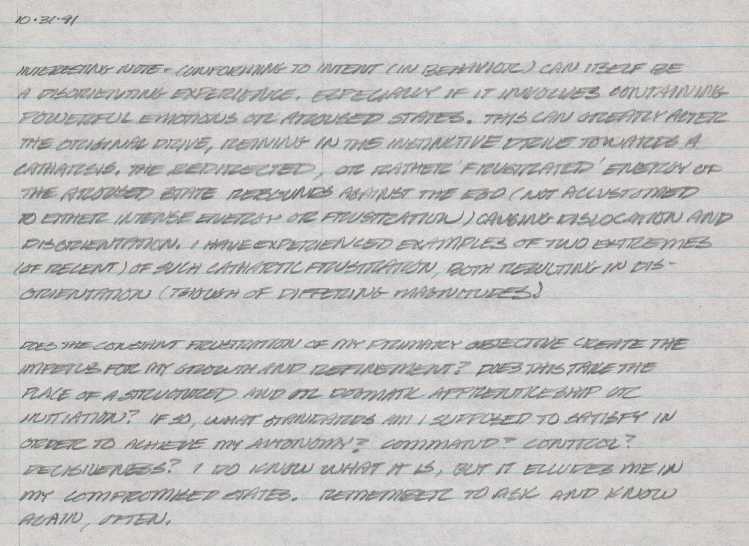 10·31·91
INTERESTING NOTE - CONFORMING TO INTENT (IN BEHAVIOR) CAN ITSELF BE
A DISORIENTING EXPERIENCE. ESPECIALLY IF IT INVOLVES CONTAINING
POWERFUL EMOTIONS OR AROUSED STATES. THIS CAN GREATLY ALTER
THE ORIGINAL DRIVE, REINING IN THE INSTINCTIVE DRIVE TOWARDS A
CATHARSIS. THE REDIRECTED, OR RATHER 'FRUSTRATED' ENERGY OF
THE AROUSED STATE REBOUNDS AGAINST THE EGO (NOT ACCUSTOMED
TO EITHER INTENSE ENERGY OR FRUSTRATION) CAUSING DISLOCATION AND
DISORIENTATION. I HAVE EXPERIENCED EXAMPLES OF TWO EXTREMES
(OF RECENT) OF SUCH CATHARTIC FRUSTRATION, BOTH RESULTING IN DIS-
ORIENTATION (THOUGH OF DIFFERING MAGNITUDES)
DOES THE CONSTANT FRUSTRATION OF MY PRIMARY OBJECTIVE CREATE THE
IMPETUS FOR MY GROWTH AND REFINEMENT? DOES THIS TAKE THE
PLACE OF A STRUCTURED AND OR DOGMATIC APPRENTICESHIP OR
INITIATION? IF SO, WHAT STANDARDS AM I SUPPOSED TO SATISFY IN
ORDER TO ACHIEVE MY AUTONOMY? COMMAND? CONTROL?
DECISIVENESS? I DO KNOW WHAT IT IS, BUT IT ELLUDES ME IN
MY COMPROMISED STATES. REMEMBER TO ASK AND KNOW
AGAIN, OFTEN.